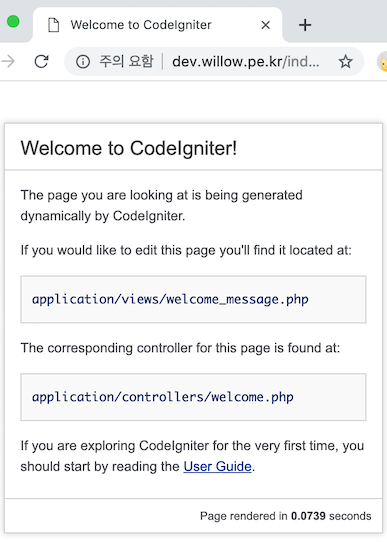 Welcome to CodeIgniter
주의 요함 dev.willow.pe.kr/ind...
Welcome to CodeIgniter!
The page you are looking at is being generated
dynamically by CodeIgniter.
If you would like to edit this page you'll find it located at:
application/views/welcome_message.php
The corresponding controller for this page is found at:
application/controllers/welcome.php
If you are exploring CodeIgniter for the very first time, you
should start by reading the User Guide.
Page rendered in 0.0739 seconds